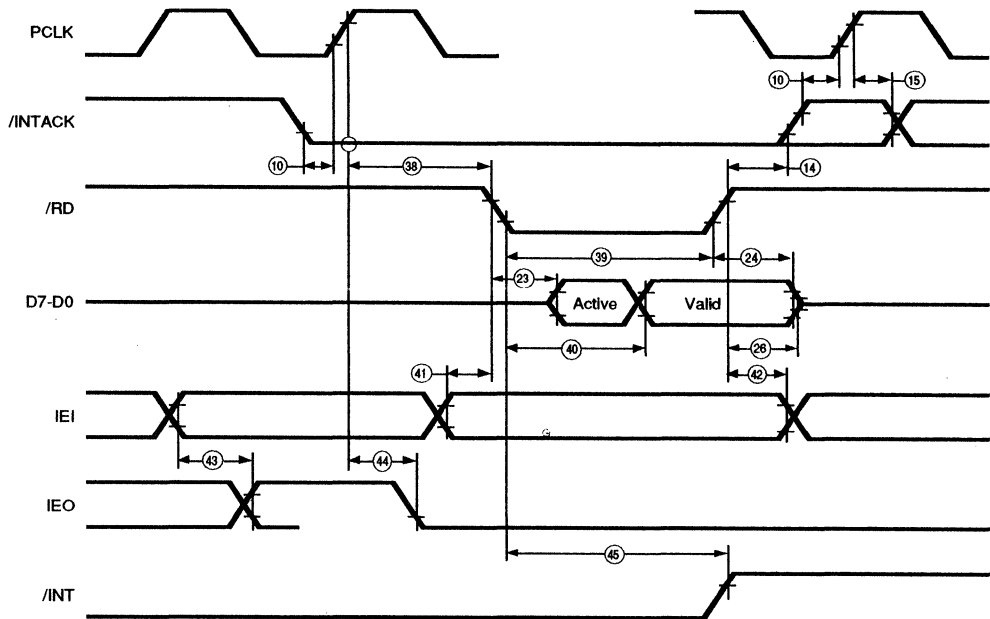 PCLK
10
15
/INTACK
10
38
14
/RD
39
24
23
D7-D0
Active
Valid
40
26
41
42
IEI
43
44
IEO
45
/INT